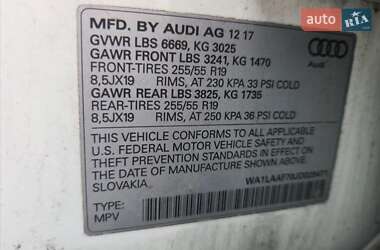 auto RIA
MFD. BY AUDI AG 12 17
GVWR LBS 6669, KG 3025
GAWR FRONT LBS 3241, KG 1470
FRONT-TIRES 255/55 R19
8,5JX19 RIMS, AT 230 KPA 33 PSI COLD
GAWR REAR LBS 3825, KG 1735
REAR-TIRES 255/55 R19
8,5JX19 RIMS, AT 250 KPA 36 PSI COLD
Audi
THIS VEHICLE CONFORMS TO ALL APPLICABLE
U.S. FEDERAL MOTOR VEHICLE SAFETY AND
THEFT PREVENTION STANDARDS IN EFFECT ON
DATE OF MANUFACTURE SHOWN ABOVE
SLOVAKIA
TYPE:
MPV